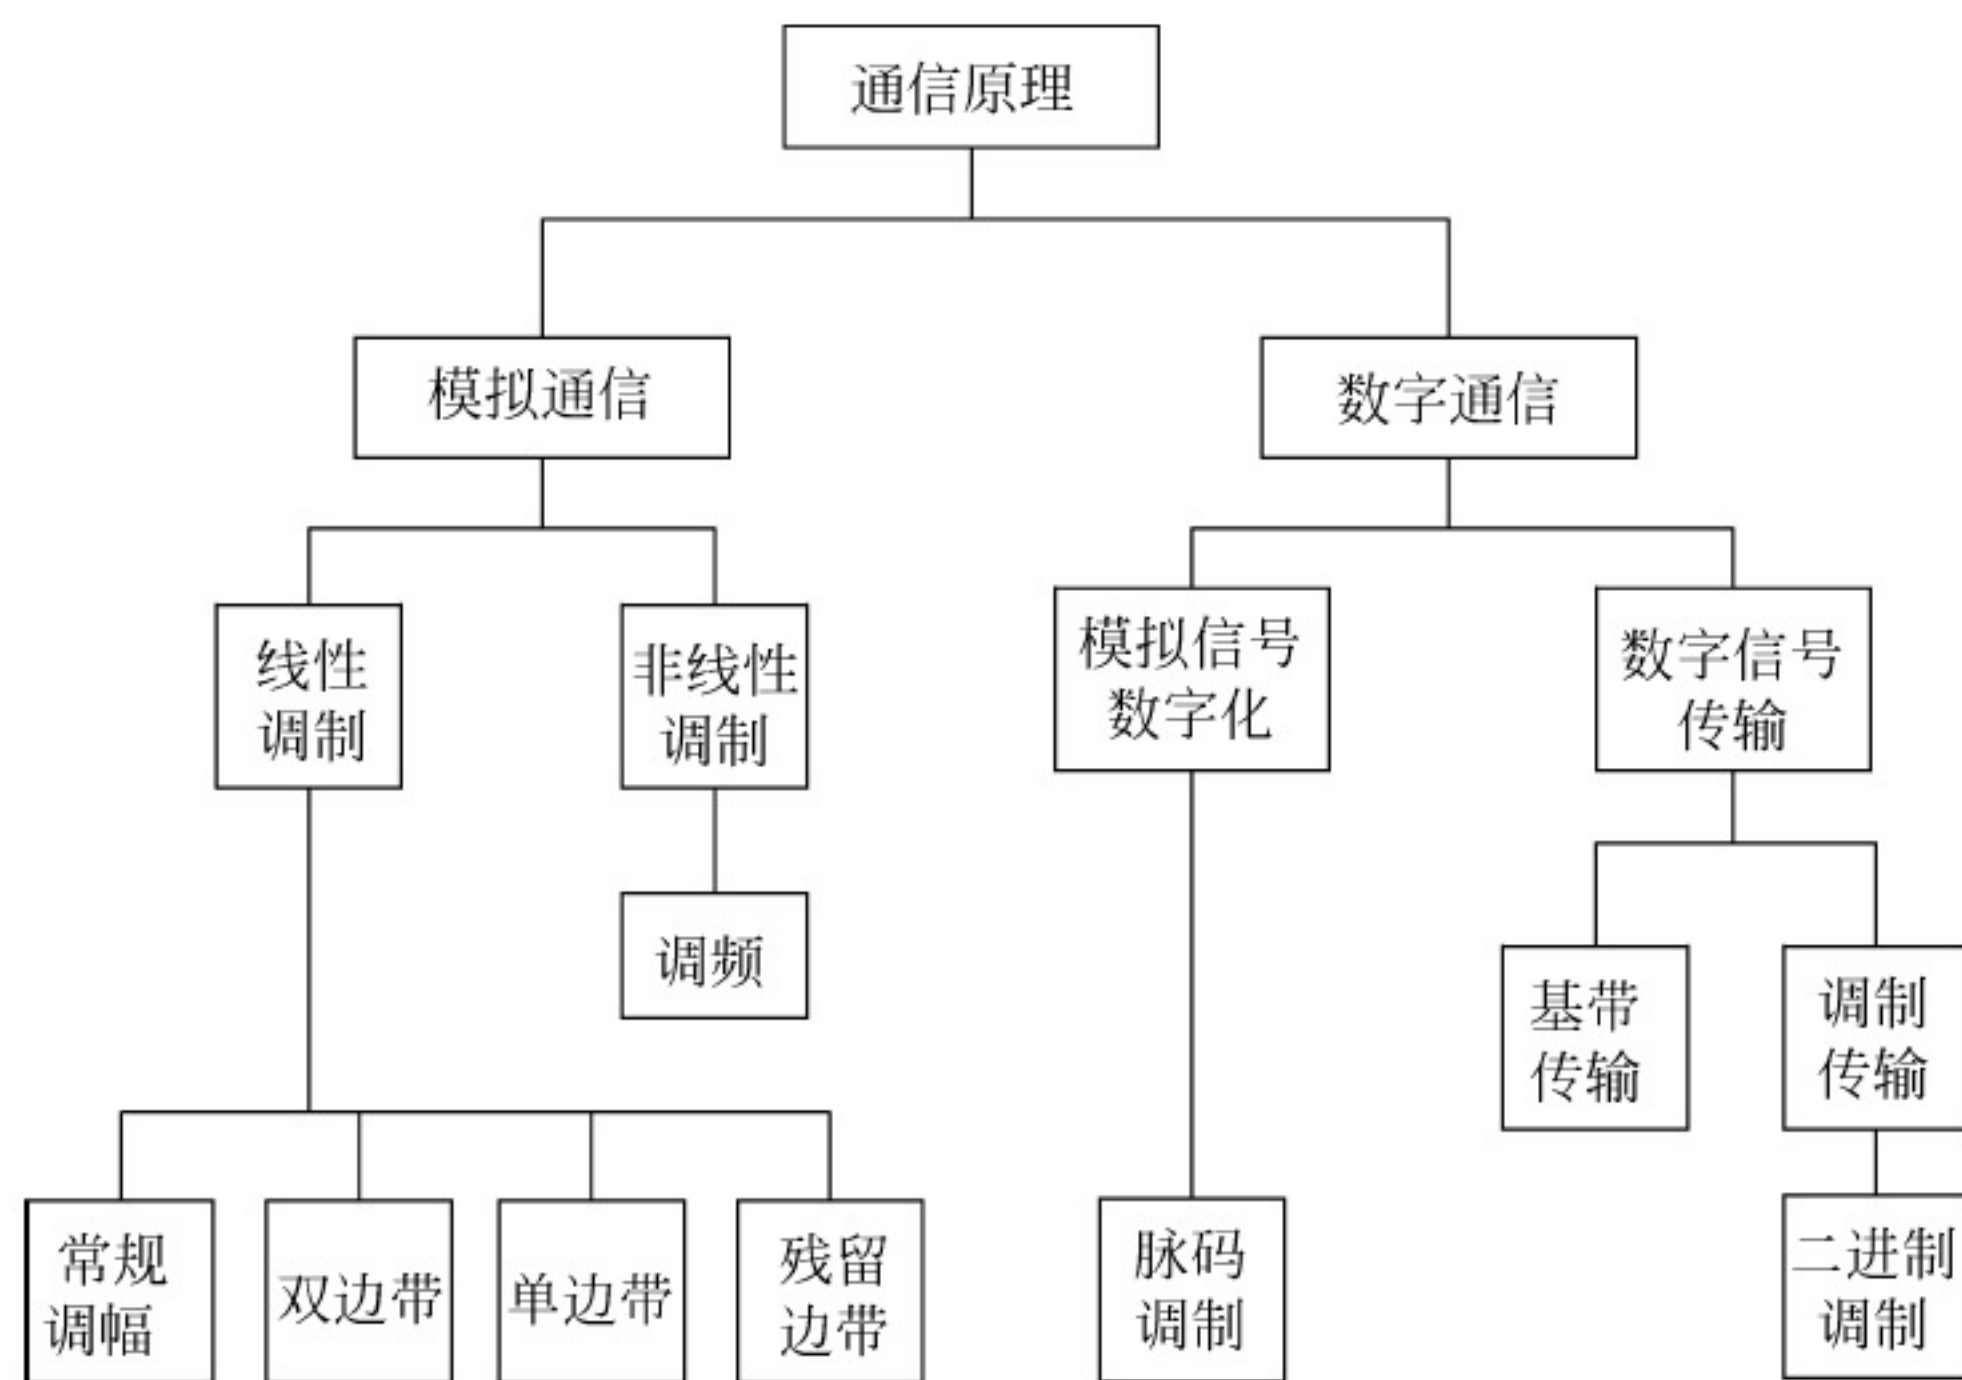 通信原理
模拟通信
数字通信
线性
调制
非线性
调制
模拟信号
数字化
数字信号
传输
调频
基带
传输
调制
传输
常规
调幅
双边带
单边带
残留
边带
脉码
调制
二进制
调制